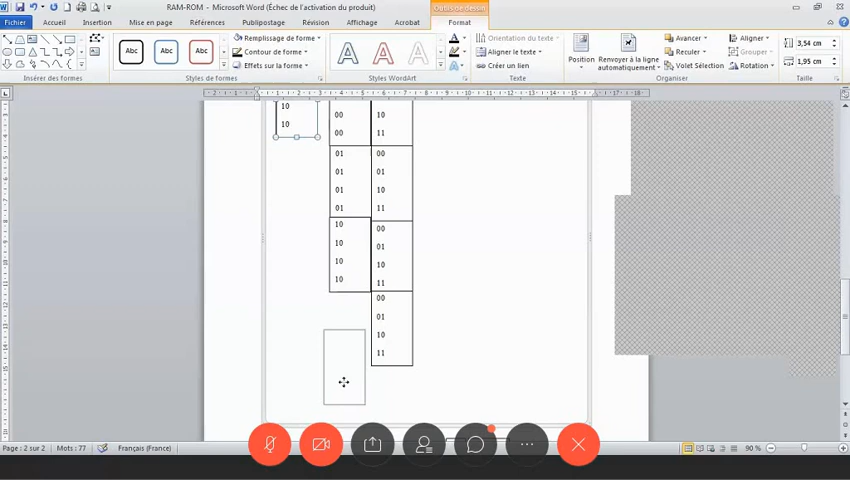 RAM-ROM - Microsoft Word (Échec de l'activation du produit)
Outils de dessin
Fichier Accueil Insertion Mise en page Références Publipostage Révision Affichage Acrobat Format
Remplissage de forme
Contour de forme
Effets sur la forme
Abc Abc Abc
A A A
Orientation du texte
Aligner le texte
Créer un lien
Position
Renvoyer à la ligne automatiquement
Avancer
Reculer
Volet Sélection
Aligner
Grouper
Rotation
3,54 cm
1,95 cm
Insérer des formes Styles de formes Styles WordArt Texte Organiser Taille
10
10
00
00
01
01
01
01
10
10
10
10
10
11
00
01
10
11
00
01
10
11
00
01
10
11
Page : 2 sur 2 Mots : 77 Français (France) 90 %